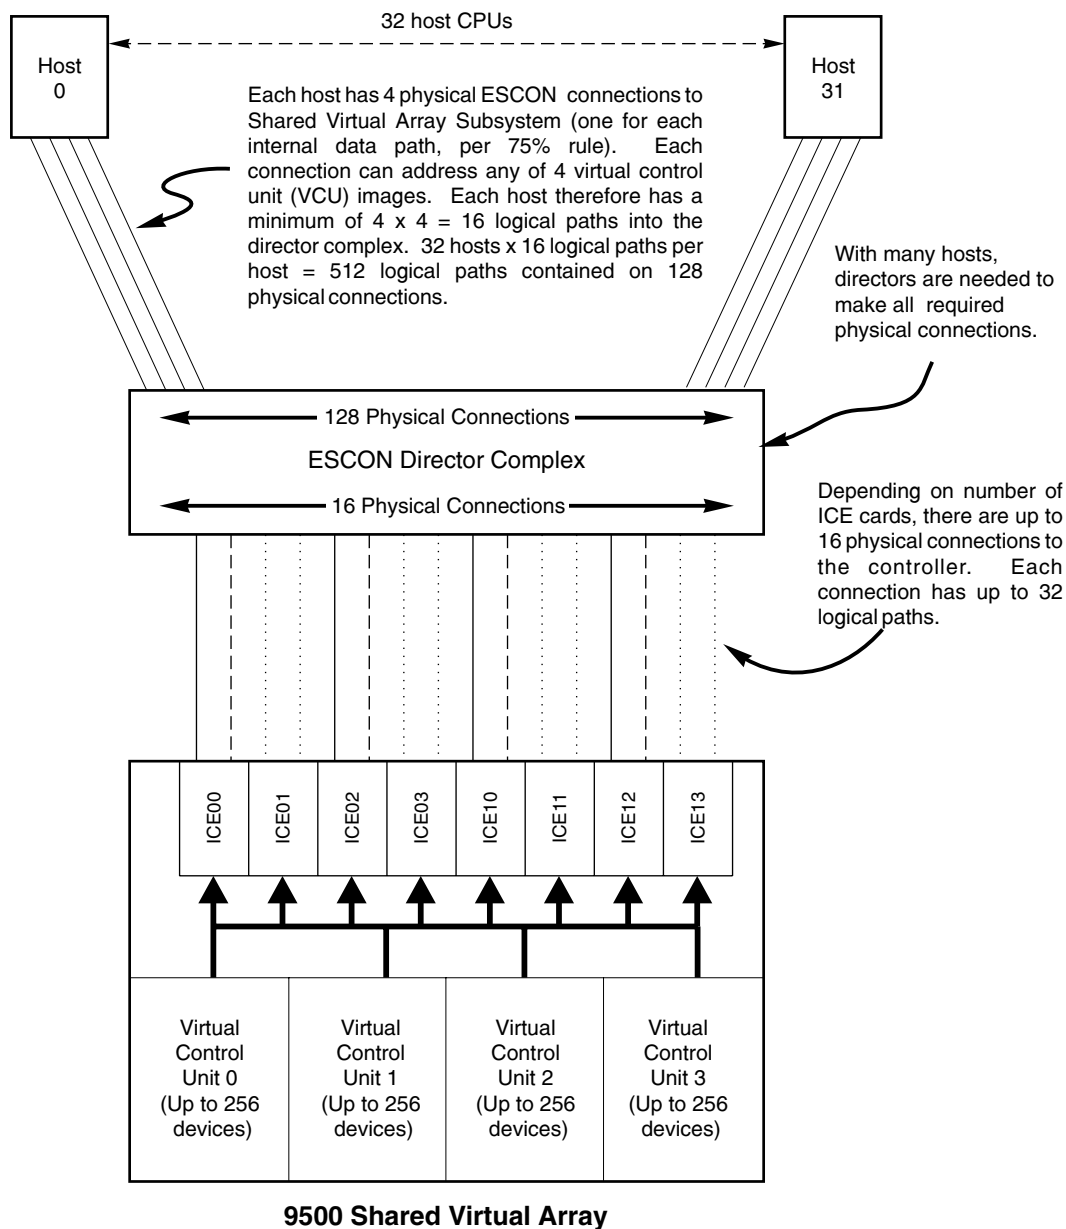 32 host CPUs
Host
0
Host
31
Each host has 4 physical ESCON connections to
Shared Virtual Array Subsystem (one for each
internal data path, per 75% rule). Each
connection can address any of 4 virtual control
unit (VCU) images. Each host therefore has a
minimum of 4 x 4 = 16 logical paths into the
director complex. 32 hosts x 16 logical paths per
host = 512 logical paths contained on 128
physical connections.
With many hosts,
directors are needed to
make all required
physical connections.
128 Physical Connections
ESCON Director Complex
16 Physical Connections
Depending on number of
ICE cards, there are up to
16 physical connections to
the controller. Each
connection has up to 32
logical paths.
ICE00
ICE01
ICE02
ICE03
ICE10
ICE11
ICE12
ICE13
Virtual
Control
Unit 0
(Up to 256
devices)
Virtual
Control
Unit 1
(Up to 256
devices)
Virtual
Control
Unit 2
(Up to 256
devices)
Virtual
Control
Unit 3
(Up to 256
devices)
9500 Shared Virtual Array